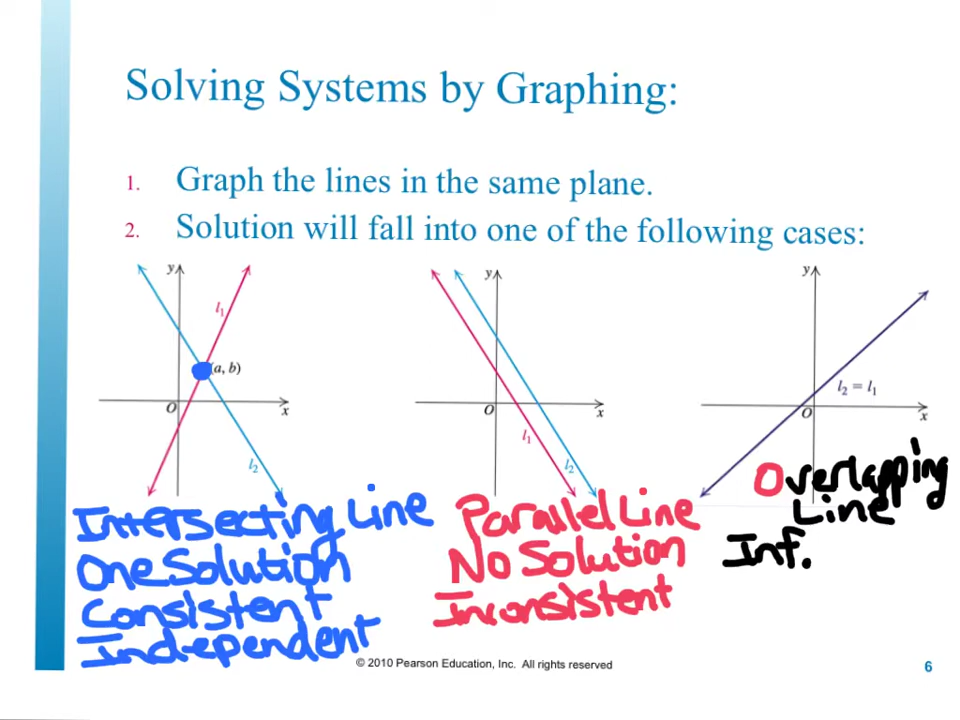 Solving Systems by Graphing:
1. Graph the lines in the same plane.
2. Solution will fall into one of the following cases:
y
l1
(a, b)
O
x
l2
y
O
x
l1
l2
y
l2 = l1
O
x
Intersecting Line
One Solution
Consistent
Independent
Parallel Line
No Solution
Inconsistent
Overlapping
Line
Inf.
© 2010 Pearson Education, Inc. All rights reserved
6